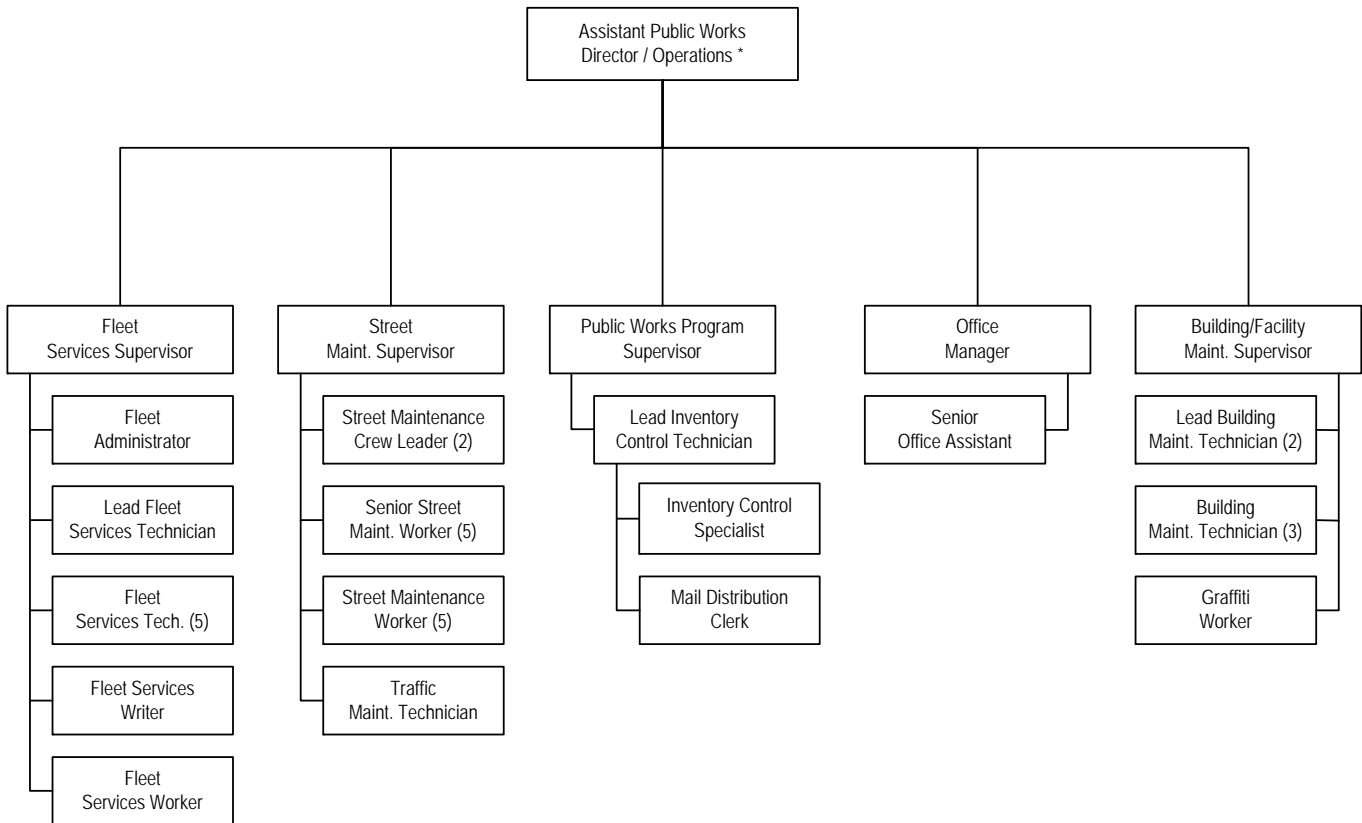 Assistant Public Works
Director / Operations *
Fleet
Services Supervisor
Fleet
Administrator
Lead Fleet
Services Technician
Fleet
Services Tech. (5)
Fleet Services
Writer
Fleet
Services Worker
Street
Maint. Supervisor
Street Maintenance
Crew Leader (2)
Senior Street
Maint. Worker (5)
Street Maintenance
Worker (5)
Traffic
Maint. Technician
Public Works Program
Supervisor
Lead Inventory
Control Technician
Inventory Control
Specialist
Mail Distribution
Clerk
Office
Manager
Senior
Office Assistant
Building/Facility
Maint. Supervisor
Lead Building
Maint. Technician (2)
Building
Maint. Technician (3)
Graffiti
Worker